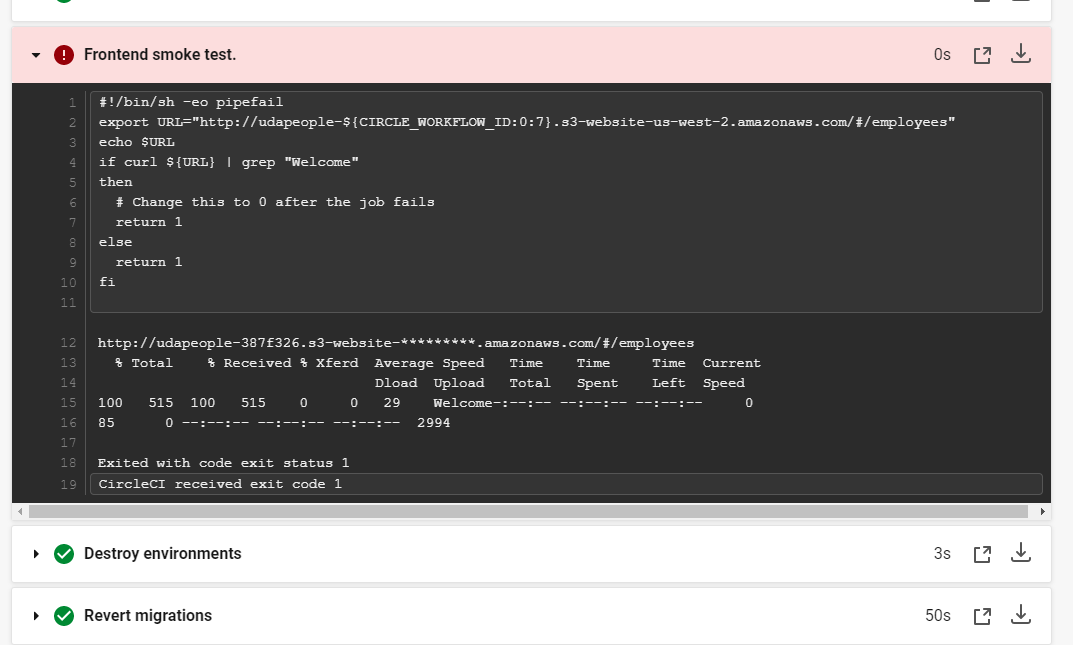 Frontend smoke test.
0s
1 #!/bin/sh -eo pipefail
2 export URL="http://udapeople-${CIRCLE_WORKFLOW_ID:0:7}.s3-website-us-west-2.amazonaws.com/#/employees"
3 echo $URL
4 if curl ${URL} | grep "Welcome"
5 then
6   # Change this to 0 after the job fails
7   return 1
8 else
9   return 1
10 fi
11
12 http://udapeople-387f326.s3-website-*********.amazonaws.com/#/employees
13   % Total    % Received % Xferd  Average Speed   Time    Time     Time  Current
14                                  Dload  Upload   Total   Spent    Left  Speed
15 100   515  100   515    0     0   29    Welcome-:--:-- --:--:-- --:--:--     0
16 85      0 --:--:-- --:--:-- --:--:--  2994
17
18 Exited with code exit status 1
19 CircleCI received exit code 1
Destroy environments
3s
Revert migrations
50s